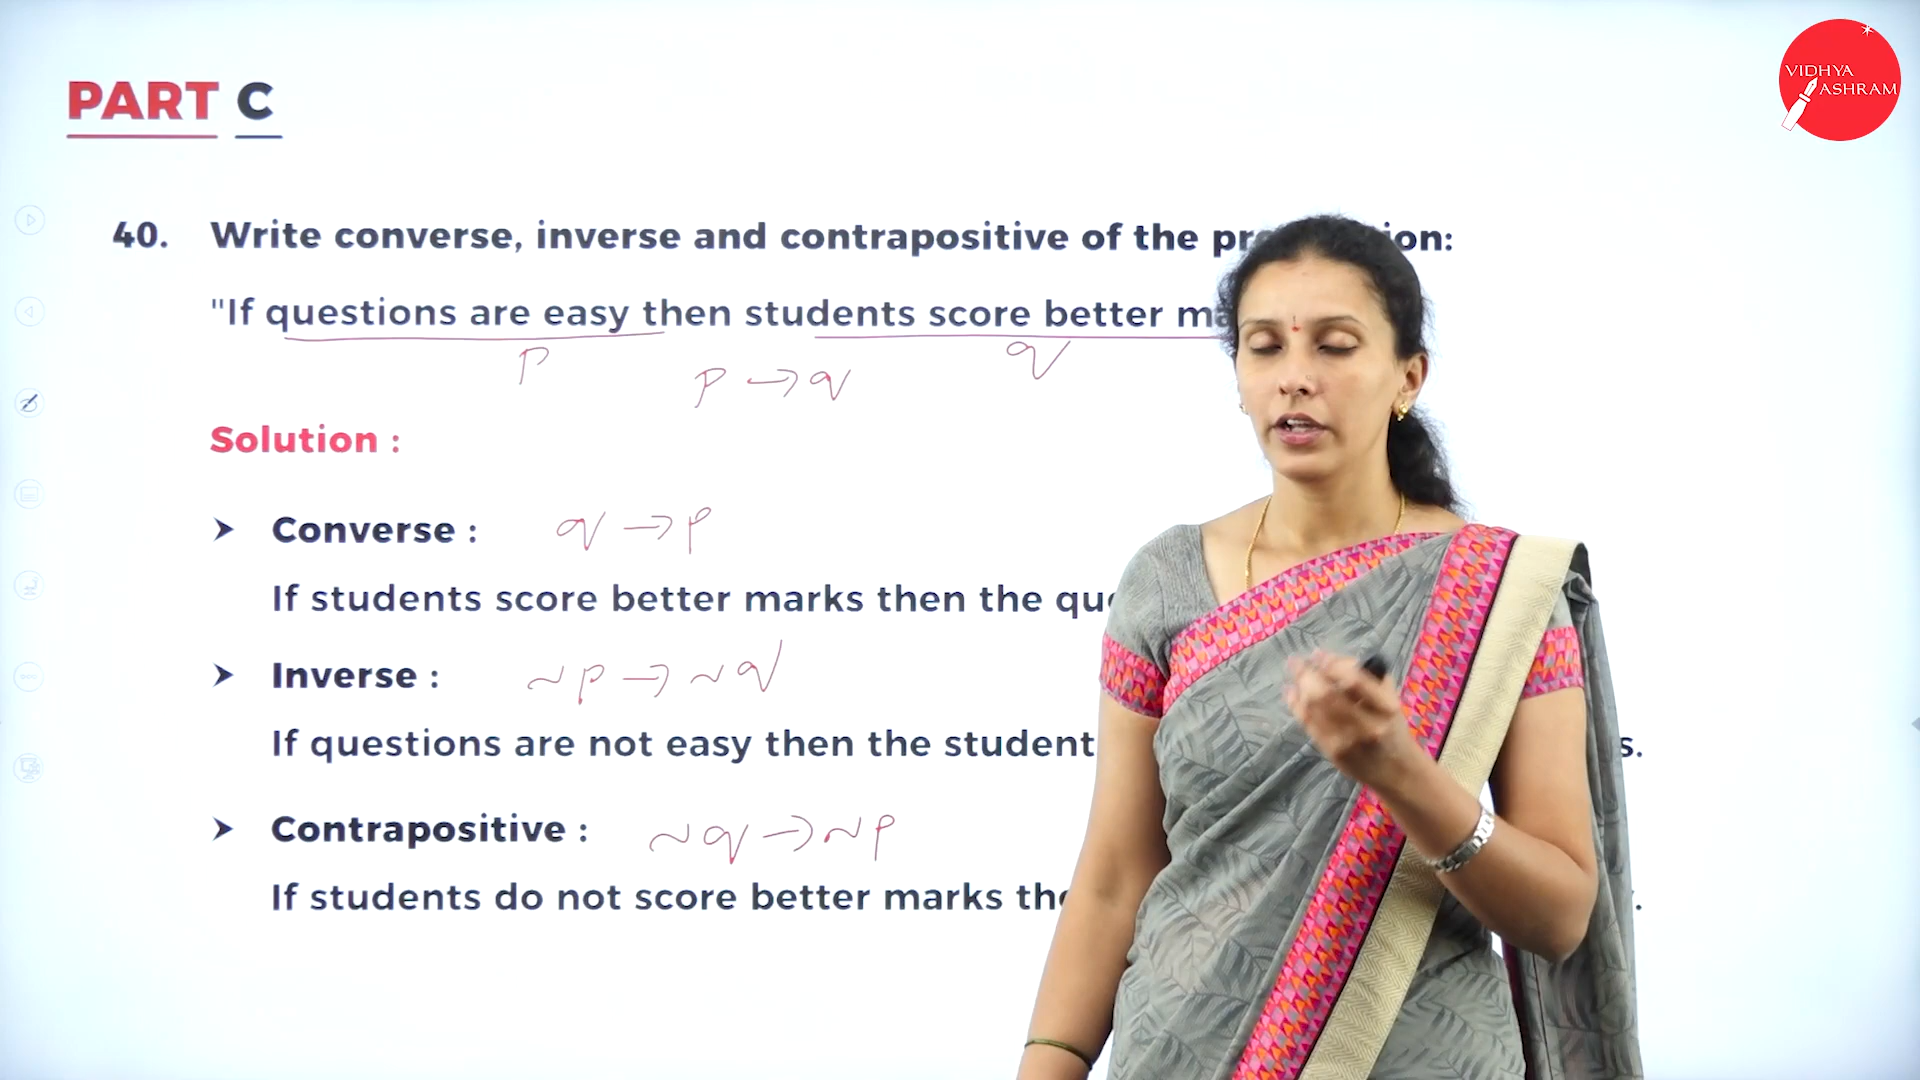 VIDHYA
ASHRAM
PART C
40. Write converse, inverse and contrapositive of the pr ion:
"If questions are easy then students score better
p
q
p → q
Solution :
➤ Converse : q → p
If students score better marks then the
➤ Inverse : ~p → ~q
If questions are not easy then the student s.
➤ Contrapositive : ~q → ~p
If students do not score better marks